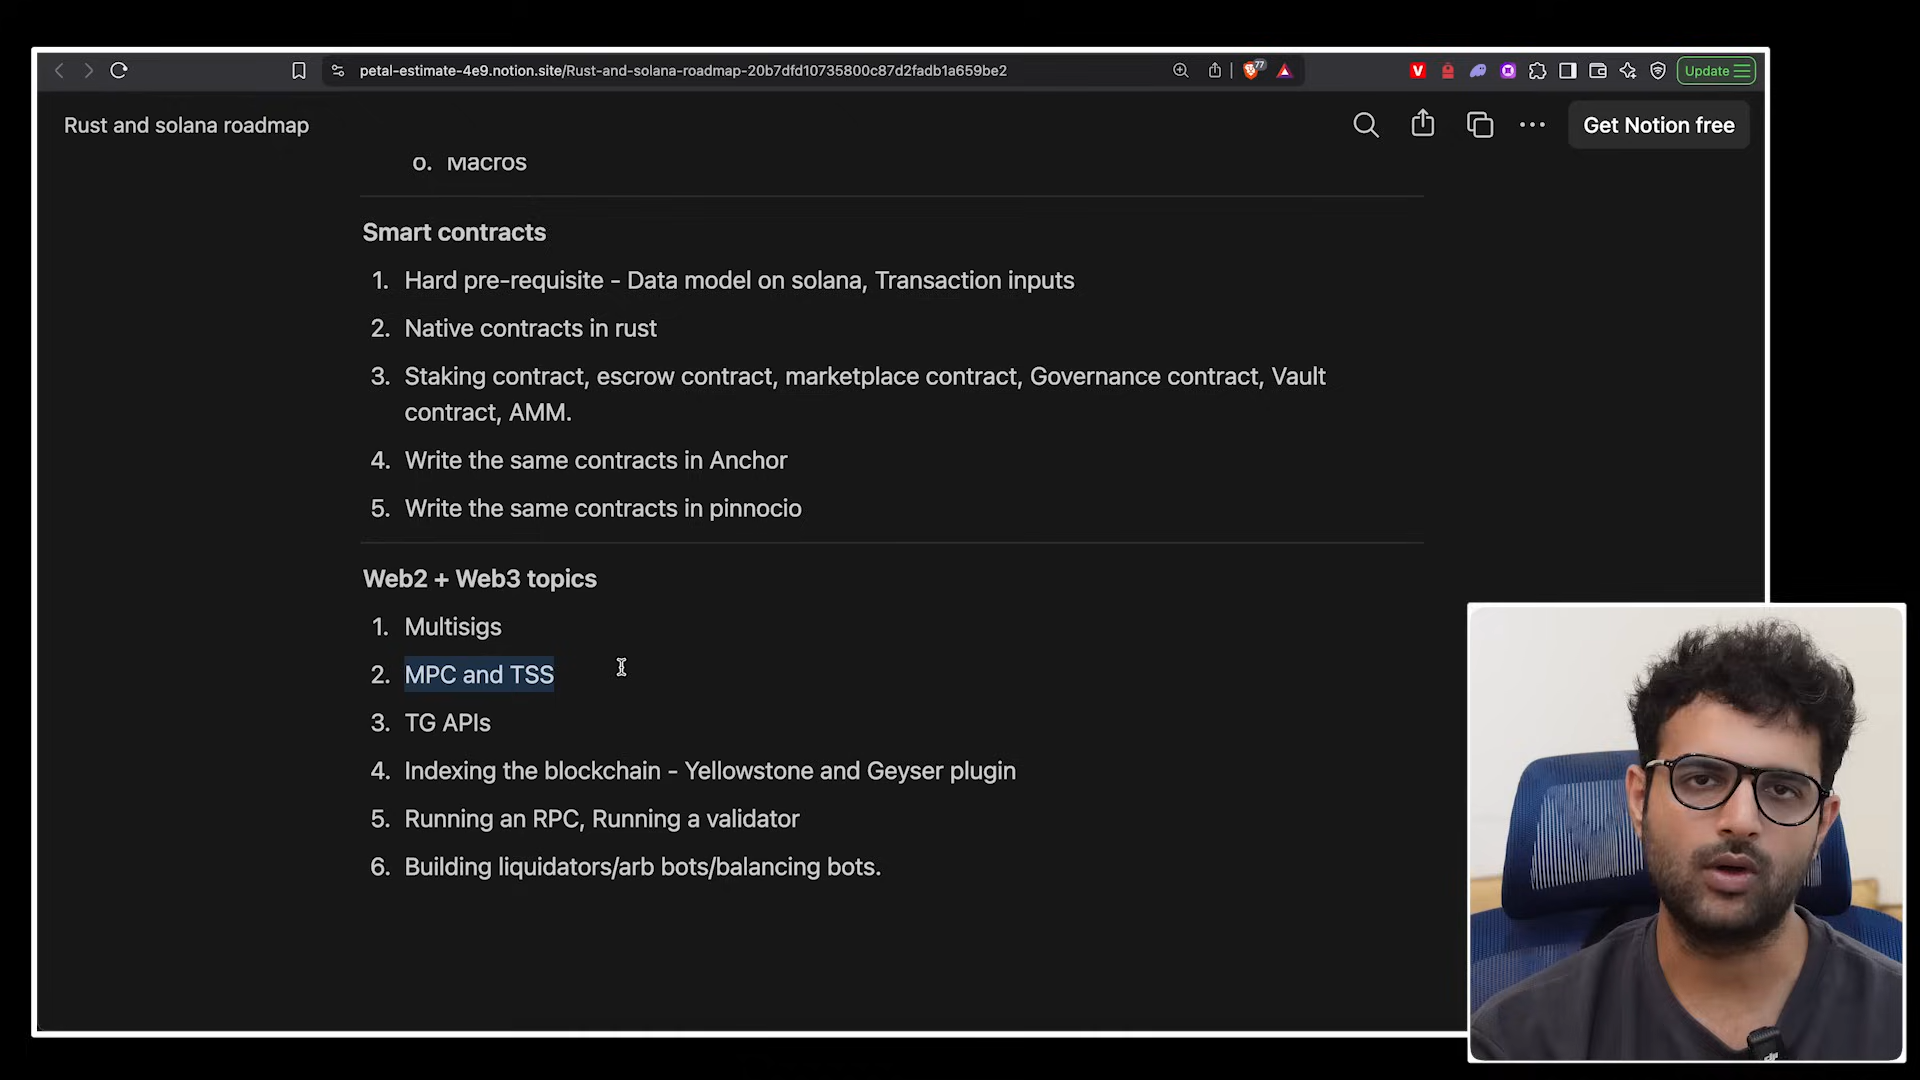 petal-estimate-4e9.notion.site/Rust-and-solana-roadmap-20b7dfd10735800c87d2fadb1a659be2
77
V
Update
Rust and solana roadmap
Get Notion free
o. Macros
Smart contracts
1. Hard pre-requisite - Data model on solana, Transaction inputs
2. Native contracts in rust
3. Staking contract, escrow contract, marketplace contract, Governance contract, Vault
contract, AMM.
4. Write the same contracts in Anchor
5. Write the same contracts in pinnocio
Web2 + Web3 topics
1. Multisigs
2. MPC and TSS
3. TG APIs
4. Indexing the blockchain - Yellowstone and Geyser plugin
5. Running an RPC, Running a validator
6. Building liquidators/arb bots/balancing bots.